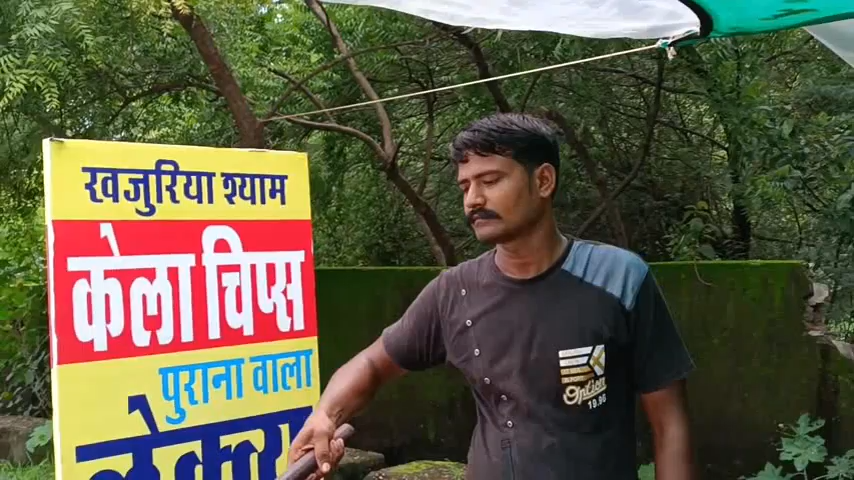 खजुरिया श्याम
केला चिप्स
पुराना वाला
Option
19.96